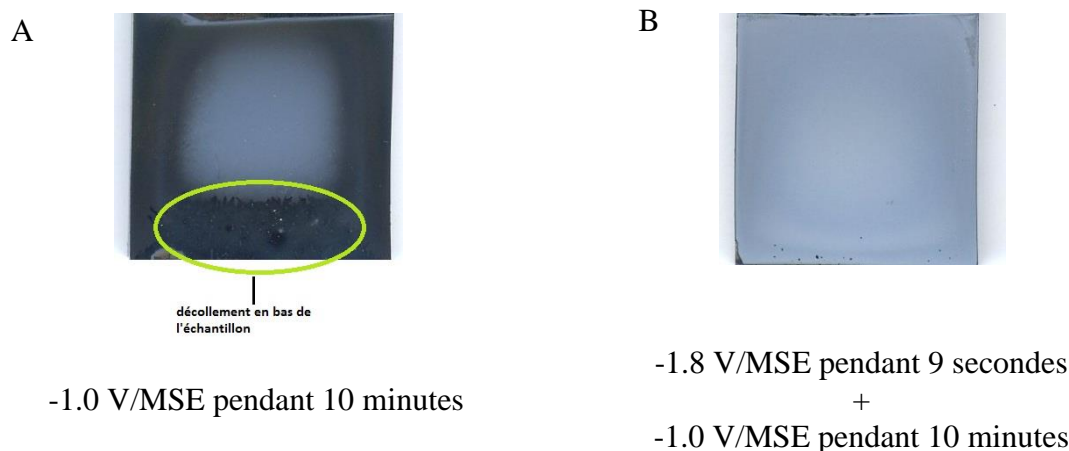 A
décollement en bas de
l'échantillon
-1.0 V/MSE pendant 10 minutes
B
-1.8 V/MSE pendant 9 secondes
+
-1.0 V/MSE pendant 10 minutes